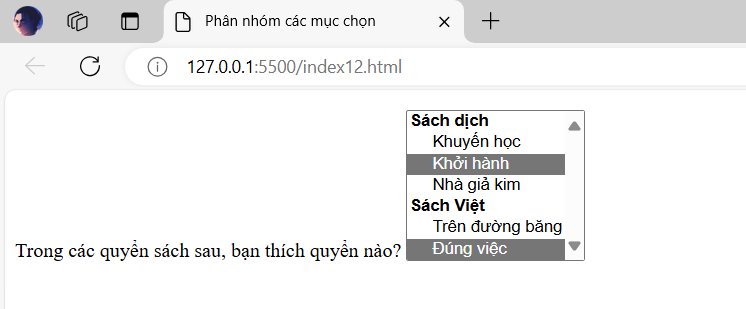 Phân nhóm các mục chọn
127.0.0.1:5500/index12.html
Sách dịch
Khuyến học
Khởi hành
Nhà giả kim
Sách Việt
Trên đường băng
Đúng việc
Trong các quyển sách sau, bạn thích quyển nào?